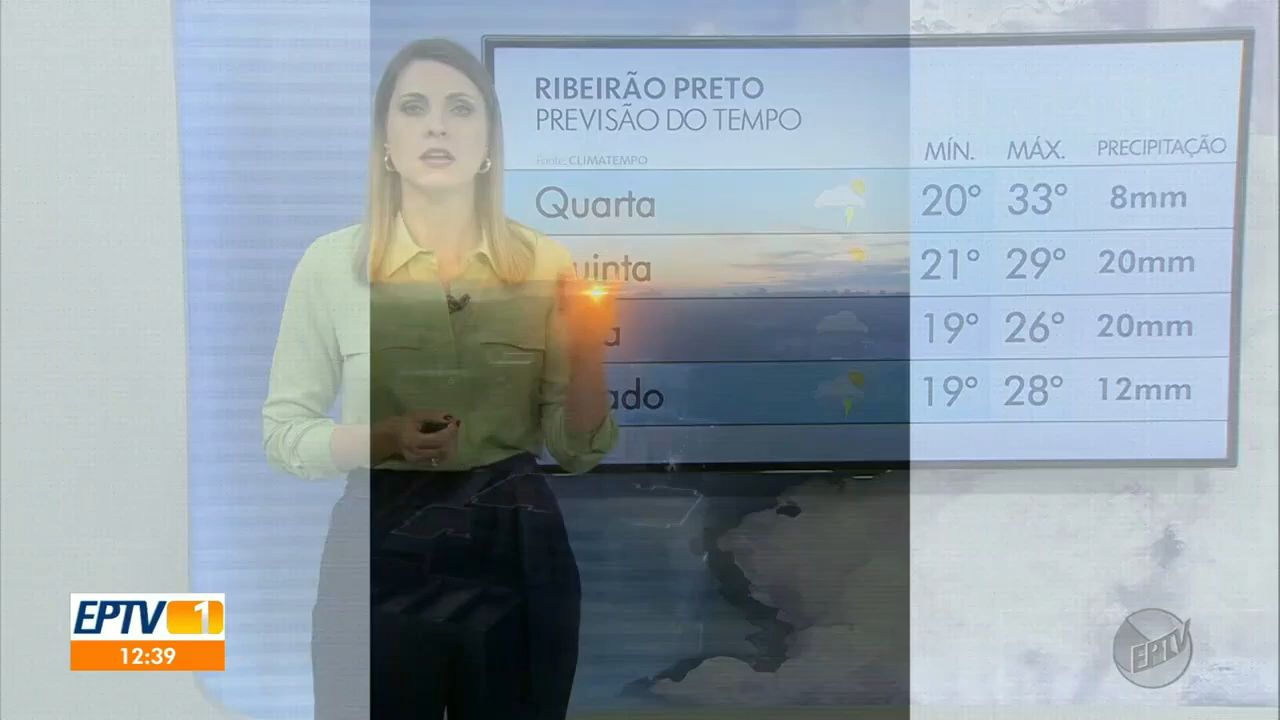 RIBEIRÃO PRETO
PREVISÃO DO TEMPO
Fonte: CLIMATEMPO
MÍN. MÁX. PRECIPITAÇÃO
Quarta 20° 33° 8mm
uinta 21° 29° 20mm
a 19° 26° 20mm
ado 19° 28° 12mm
EPTV 1
12:39
EPTV